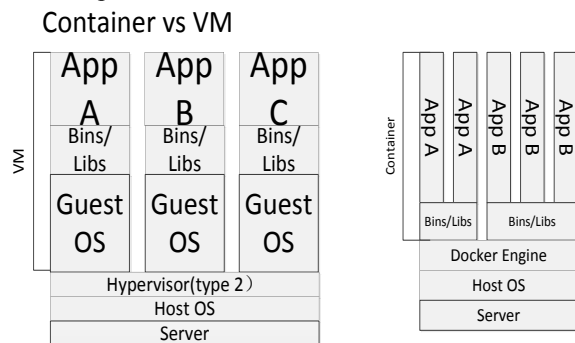 Container vs VM
VM
App
A
App
B
App
C
Bins/
Libs
Bins/
Libs
Bins/
Libs
Guest
OS
Guest
OS
Guest
OS
Hypervisor(type 2）
Host OS
Server
Container
App A
App A
App B
App B
App B
Bins/Libs
Bins/Libs
Docker Engine
Host OS
Server